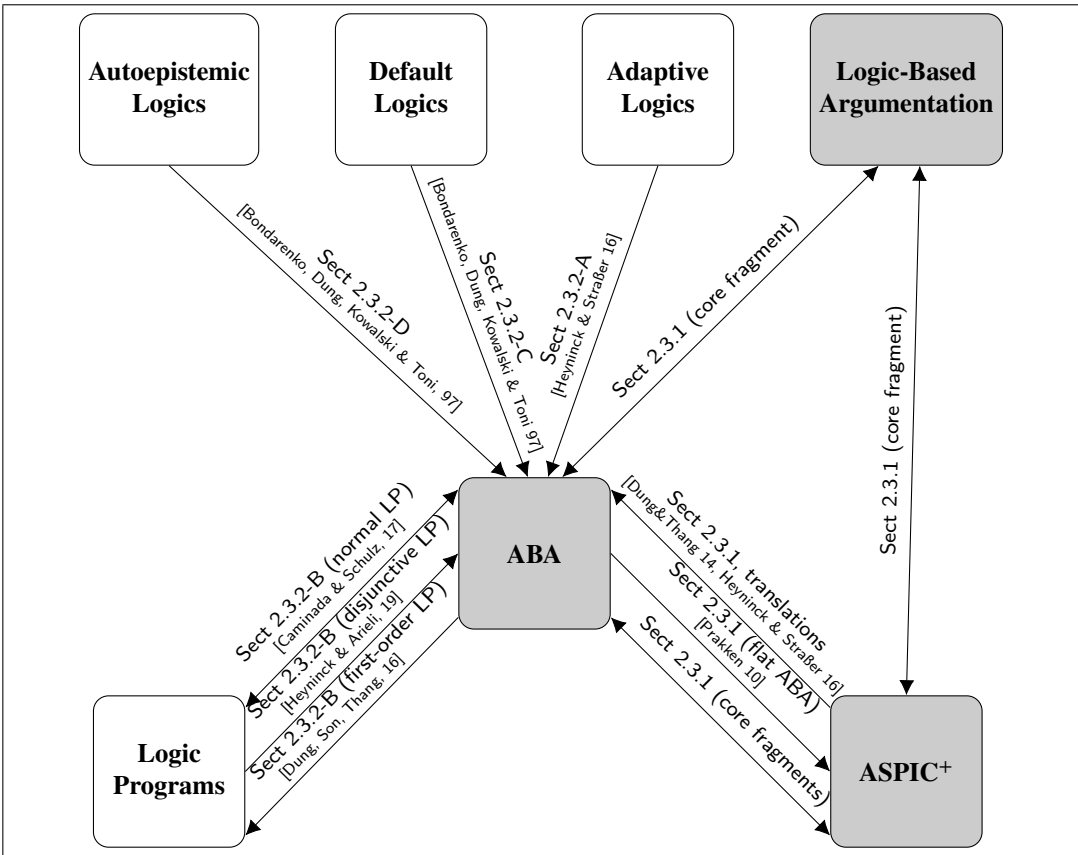 Autoepistemic
Logics
Default
Logics
Adaptive
Logics
Logic-Based
Argumentation
Sect 2.3.2-D
[Bondarenko, Dung, Kowalski & Toni, 97]
Sect 2.3.2-C
[Bondarenko, Dung, Kowalski & Toni 97]
Sect 2.3.2-A
[Heyninck & Straßer 16]
Sect 2.3.1 (core fragment)
Sect 2.3.1 (core fragment)
ABA
Sect 2.3.2-B (normal LP)
[Caminada & Schulz, 17]
Sect 2.3.2-B (disjunctive LP)
[Heyninck & Arieli, 19]
Sect 2.3.2-B (first-order LP)
[Dung, Son, Thang, 16]
Sect 2.3.1, translations
[Dung&Thang 14, Heyninck & Straßer 16]
Sect 2.3.1 (flat ABA)
[Prakken 10]
Sect 2.3.1 (core fragments)
Logic
Programs
ASPIC⁺